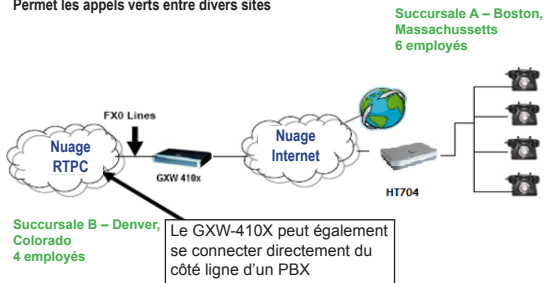 Permet les appels verts entre divers sites
Succursale A – Boston,
Massachussetts
6 employés
FX0 Lines
Nuage
RTPC
GXW 410x
Nuage
Internet
HT704
Succursale B – Denver,
Colorado
4 employés
Le GXW-410X peut également
se connecter directement du
côté ligne d'un PBX